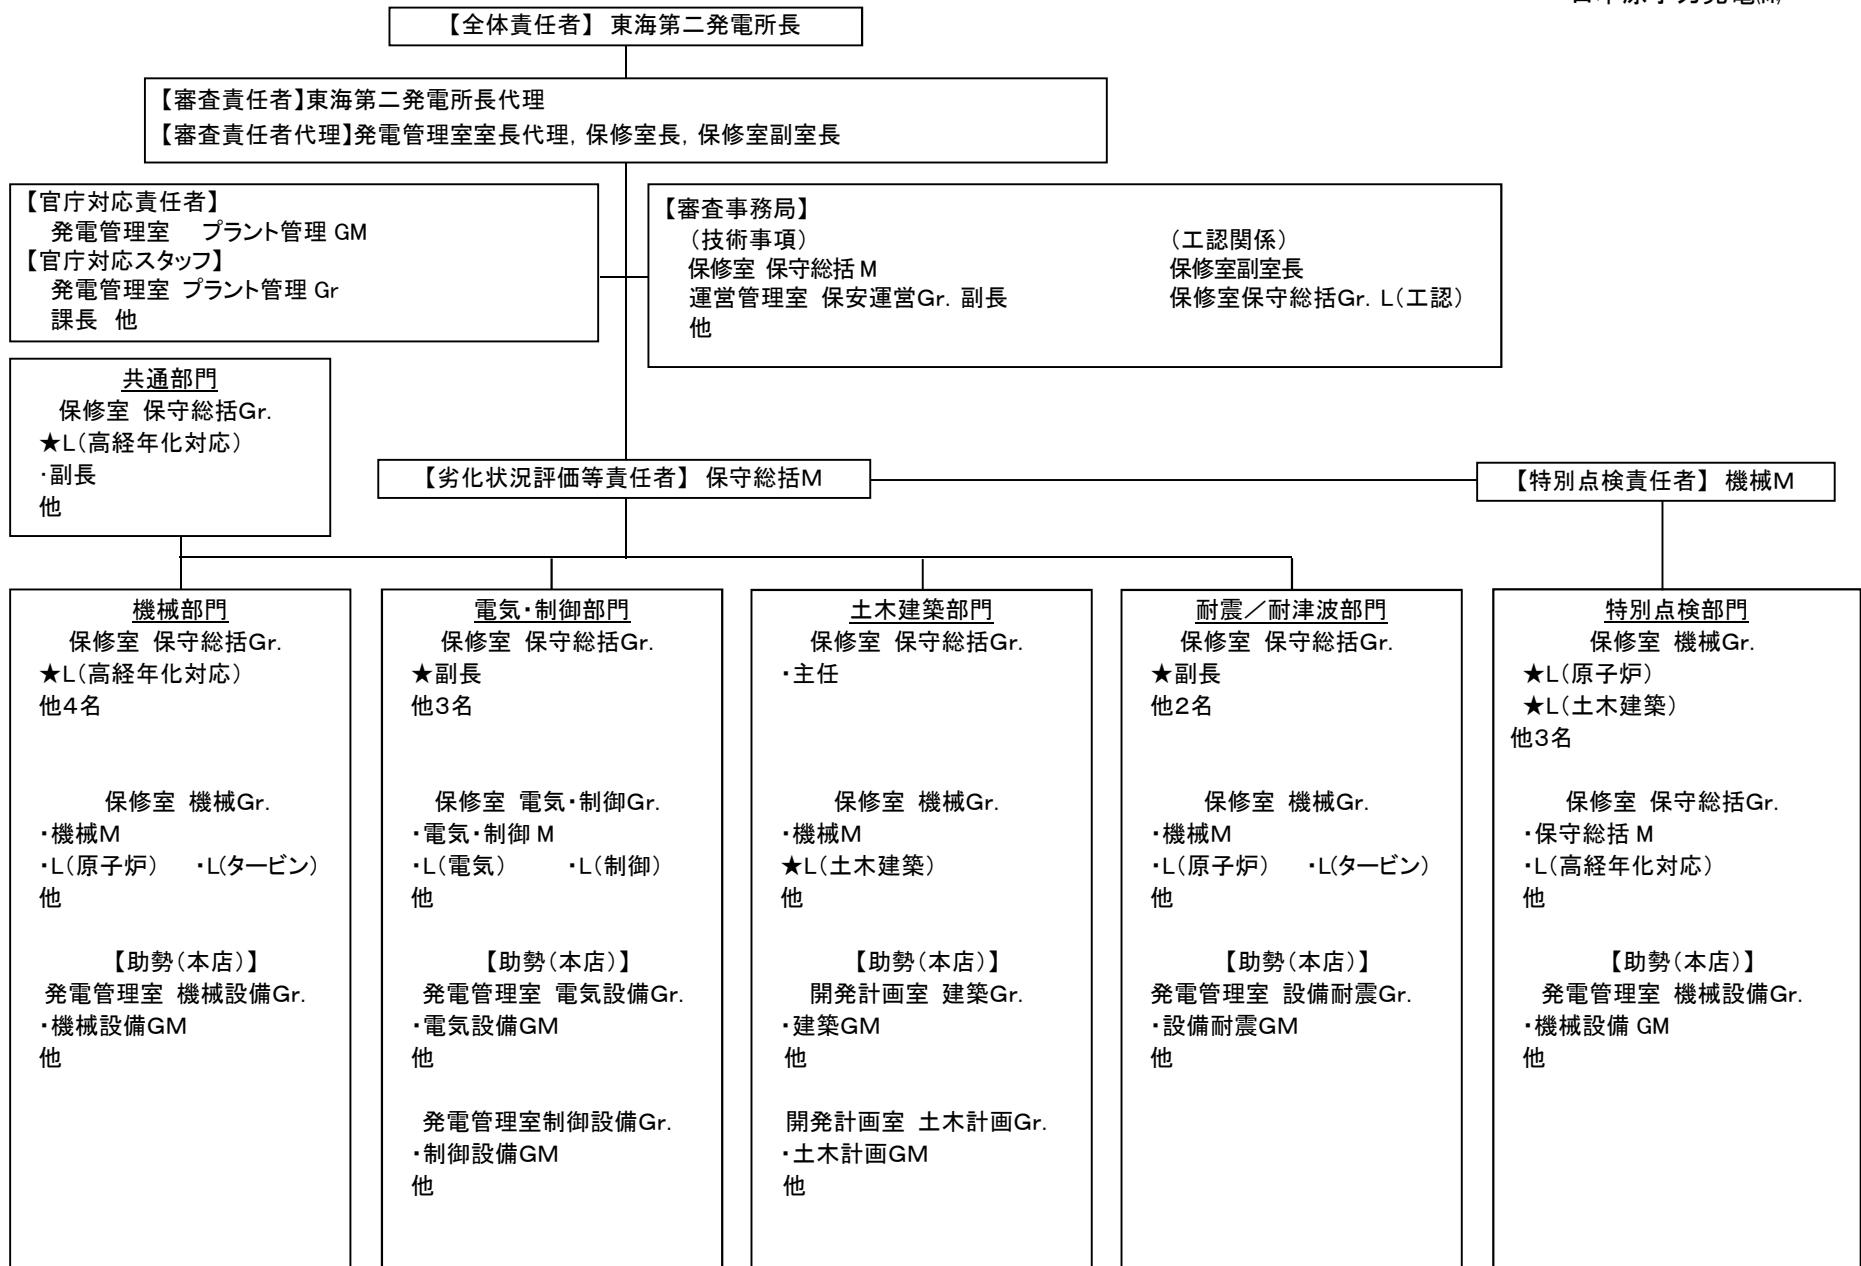 【全体責任者】 東海第二発電所長
【審査責任者】東海第二発電所長代理
【審査責任者代理】発電管理室室長代理, 保修室長, 保修室副室長
【官庁対応責任者】
発電管理室 プラント管理 GM
【官庁対応スタッフ】
発電管理室 プラント管理 Gr
課長 他
【審査事務局】
(技術事項)
保修室 保守総括 M
運営管理室 保安運営Gr. 副長
他
(工認関係)
保修室副室長
保修室保守総括Gr. L(工認)
共通部門
保修室 保守総括Gr.
★L(高経年化対応)
・副長
他
【劣化状況評価等責任者】 保守総括M
【特別点検責任者】 機械M
機械部門
保修室 保守総括Gr.
★L(高経年化対応)
他4名
保修室 機械Gr.
・機械M
・L(原子炉) ・L(タービン)
他
【助勢(本店)】
発電管理室 機械設備Gr.
・機械設備GM
他
電気・制御部門
保修室 保守総括Gr.
★副長
他3名
保修室 電気・制御Gr.
・電気・制御 M
・L(電気) ・L(制御)
他
【助勢(本店)】
発電管理室 電気設備Gr.
・電気設備GM
他
発電管理室制御設備Gr.
・制御設備GM
他
土木建築部門
保修室 保守総括Gr.
・主任
保修室 機械Gr.
・機械M
★L(土木建築)
他
【助勢(本店)】
開発計画室 建築Gr.
・建築GM
他
開発計画室 土木計画Gr.
・土木計画GM
他
耐震／耐津波部門
保修室 保守総括Gr.
★副長
他2名
保修室 機械Gr.
・機械M
・L(原子炉) ・L(タービン)
他
【助勢(本店)】
発電管理室 設備耐震Gr.
・設備耐震GM
他
特別点検部門
保修室 機械Gr.
★L(原子炉)
★L(土木建築)
他3名
保修室 保守総括Gr.
・保守総括 M
・L(高経年化対応)
他
【助勢(本店)】
発電管理室 機械設備Gr.
・機械設備 GM
他